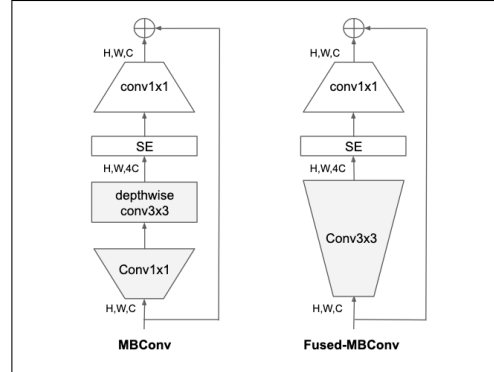 H,W,C
conv1x1
SE
H,W,4C
depthwise
conv3x3
Conv1x1
H,W,C
MBConv
H,W,C
conv1x1
SE
H,W,4C
Conv3x3
H,W,C
Fused-MBConv